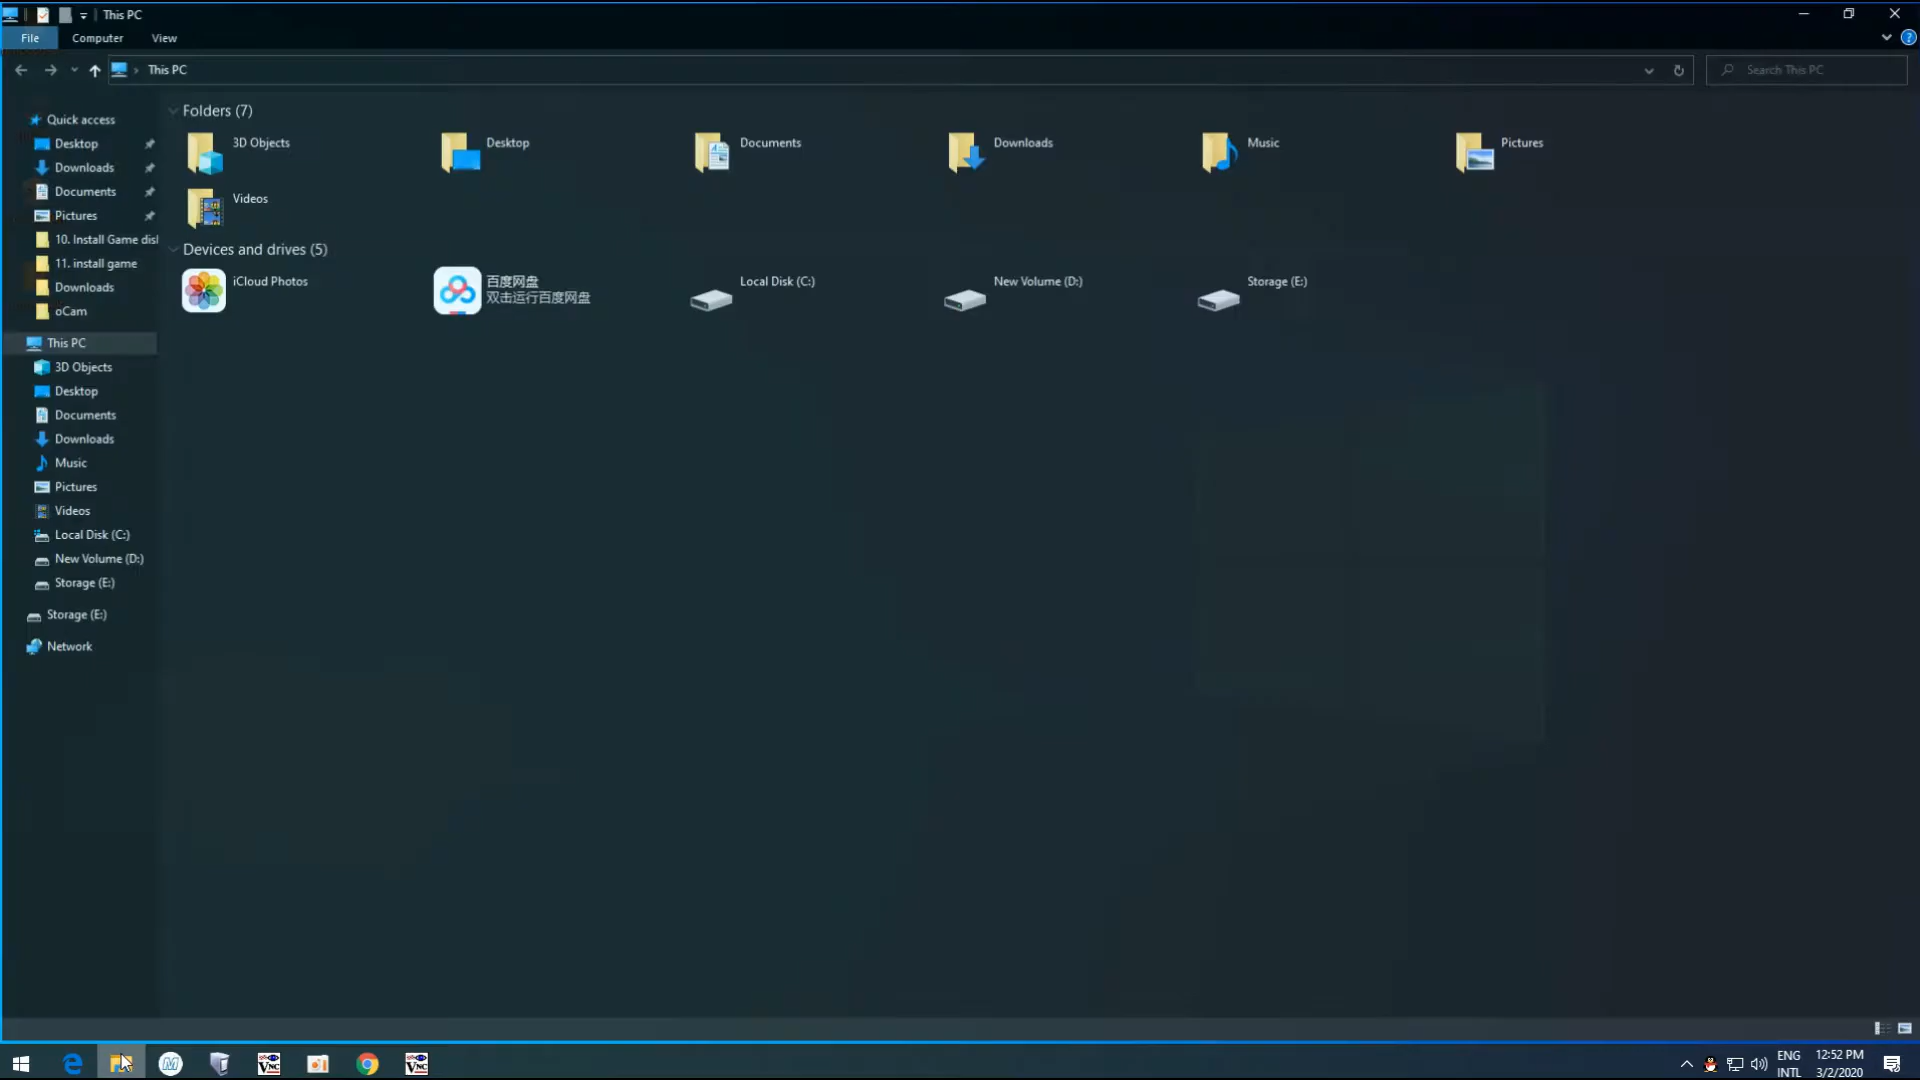 This PC
File
Computer
View
This PC
Search This PC
Quick access
Desktop
Downloads
Documents
Pictures
10. Install Game disl
11. install game
Downloads
oCam
This PC
3D Objects
Desktop
Documents
Downloads
Music
Pictures
Videos
Local Disk (C:)
New Volume (D:)
Storage (E:)
Storage (E:)
Network
Folders (7)
3D Objects
Desktop
Documents
Downloads
Music
Pictures
Videos
Devices and drives (5)
iCloud Photos
百度网盘
双击运行百度网盘
Local Disk (C:)
New Volume (D:)
Storage (E:)
VNC
VNC
ENG
INTL
12:52 PM
3/2/2020